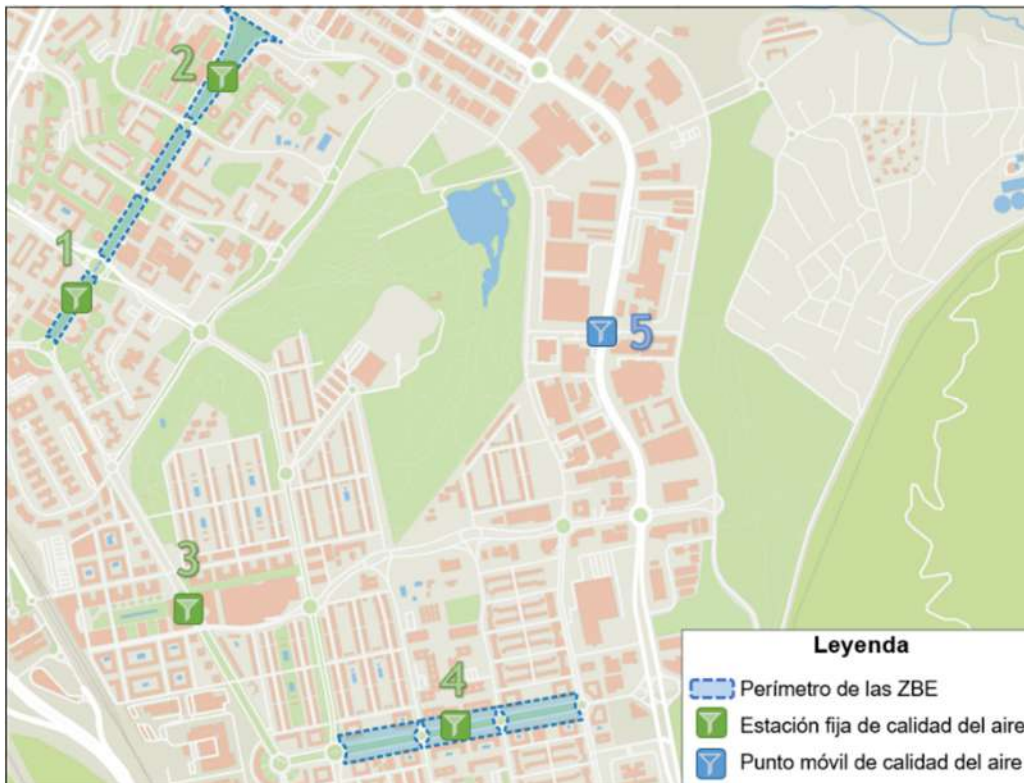 2
1
5
3
4
Leyenda
Perímetro de las ZBE
Estación fija de calidad del aire
Punto móvil de calidad del aire